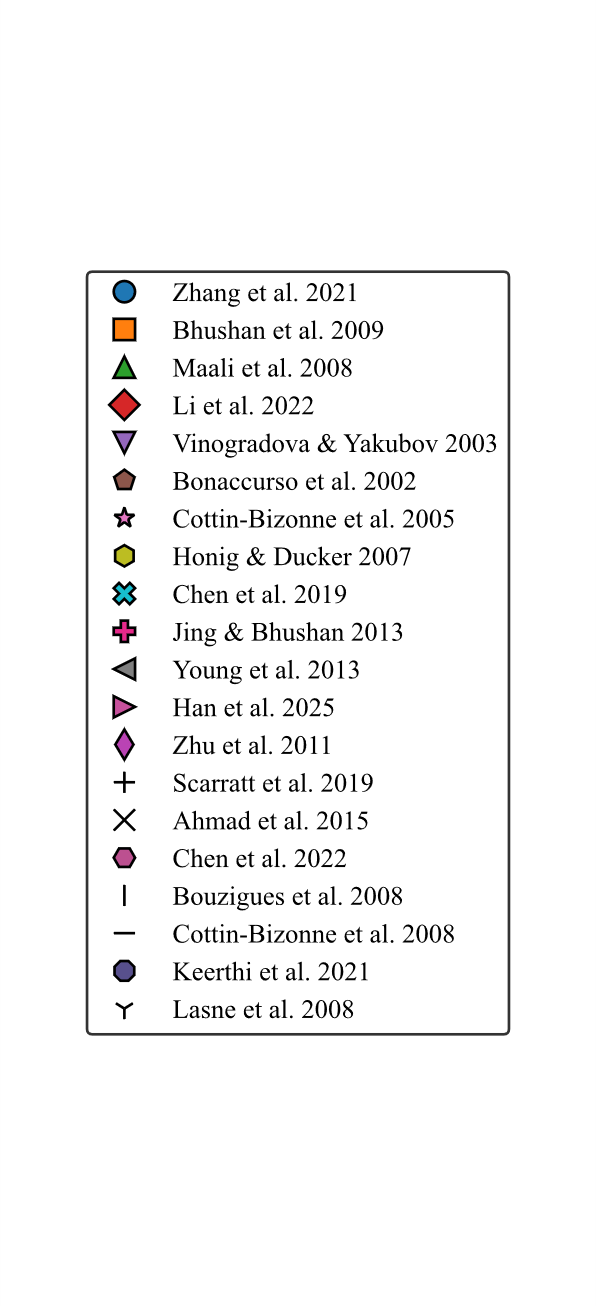 Zhang et al. 2021
Bhushan et al. 2009
Maali et al. 2008
Li et al. 2022
Vinogradova & Yakubov 2003
Bonaccurso et al. 2002
Cottin-Bizonne et al. 2005
Honig & Ducker 2007
Chen et al. 2019
Jing & Bhushan 2013
Young et al. 2013
Han et al. 2025
Zhu et al. 2011
Scarratt et al. 2019
Ahmad et al. 2015
Chen et al. 2022
Bouzigues et al. 2008
Cottin-Bizonne et al. 2008
Keerthi et al. 2021
Lasne et al. 2008